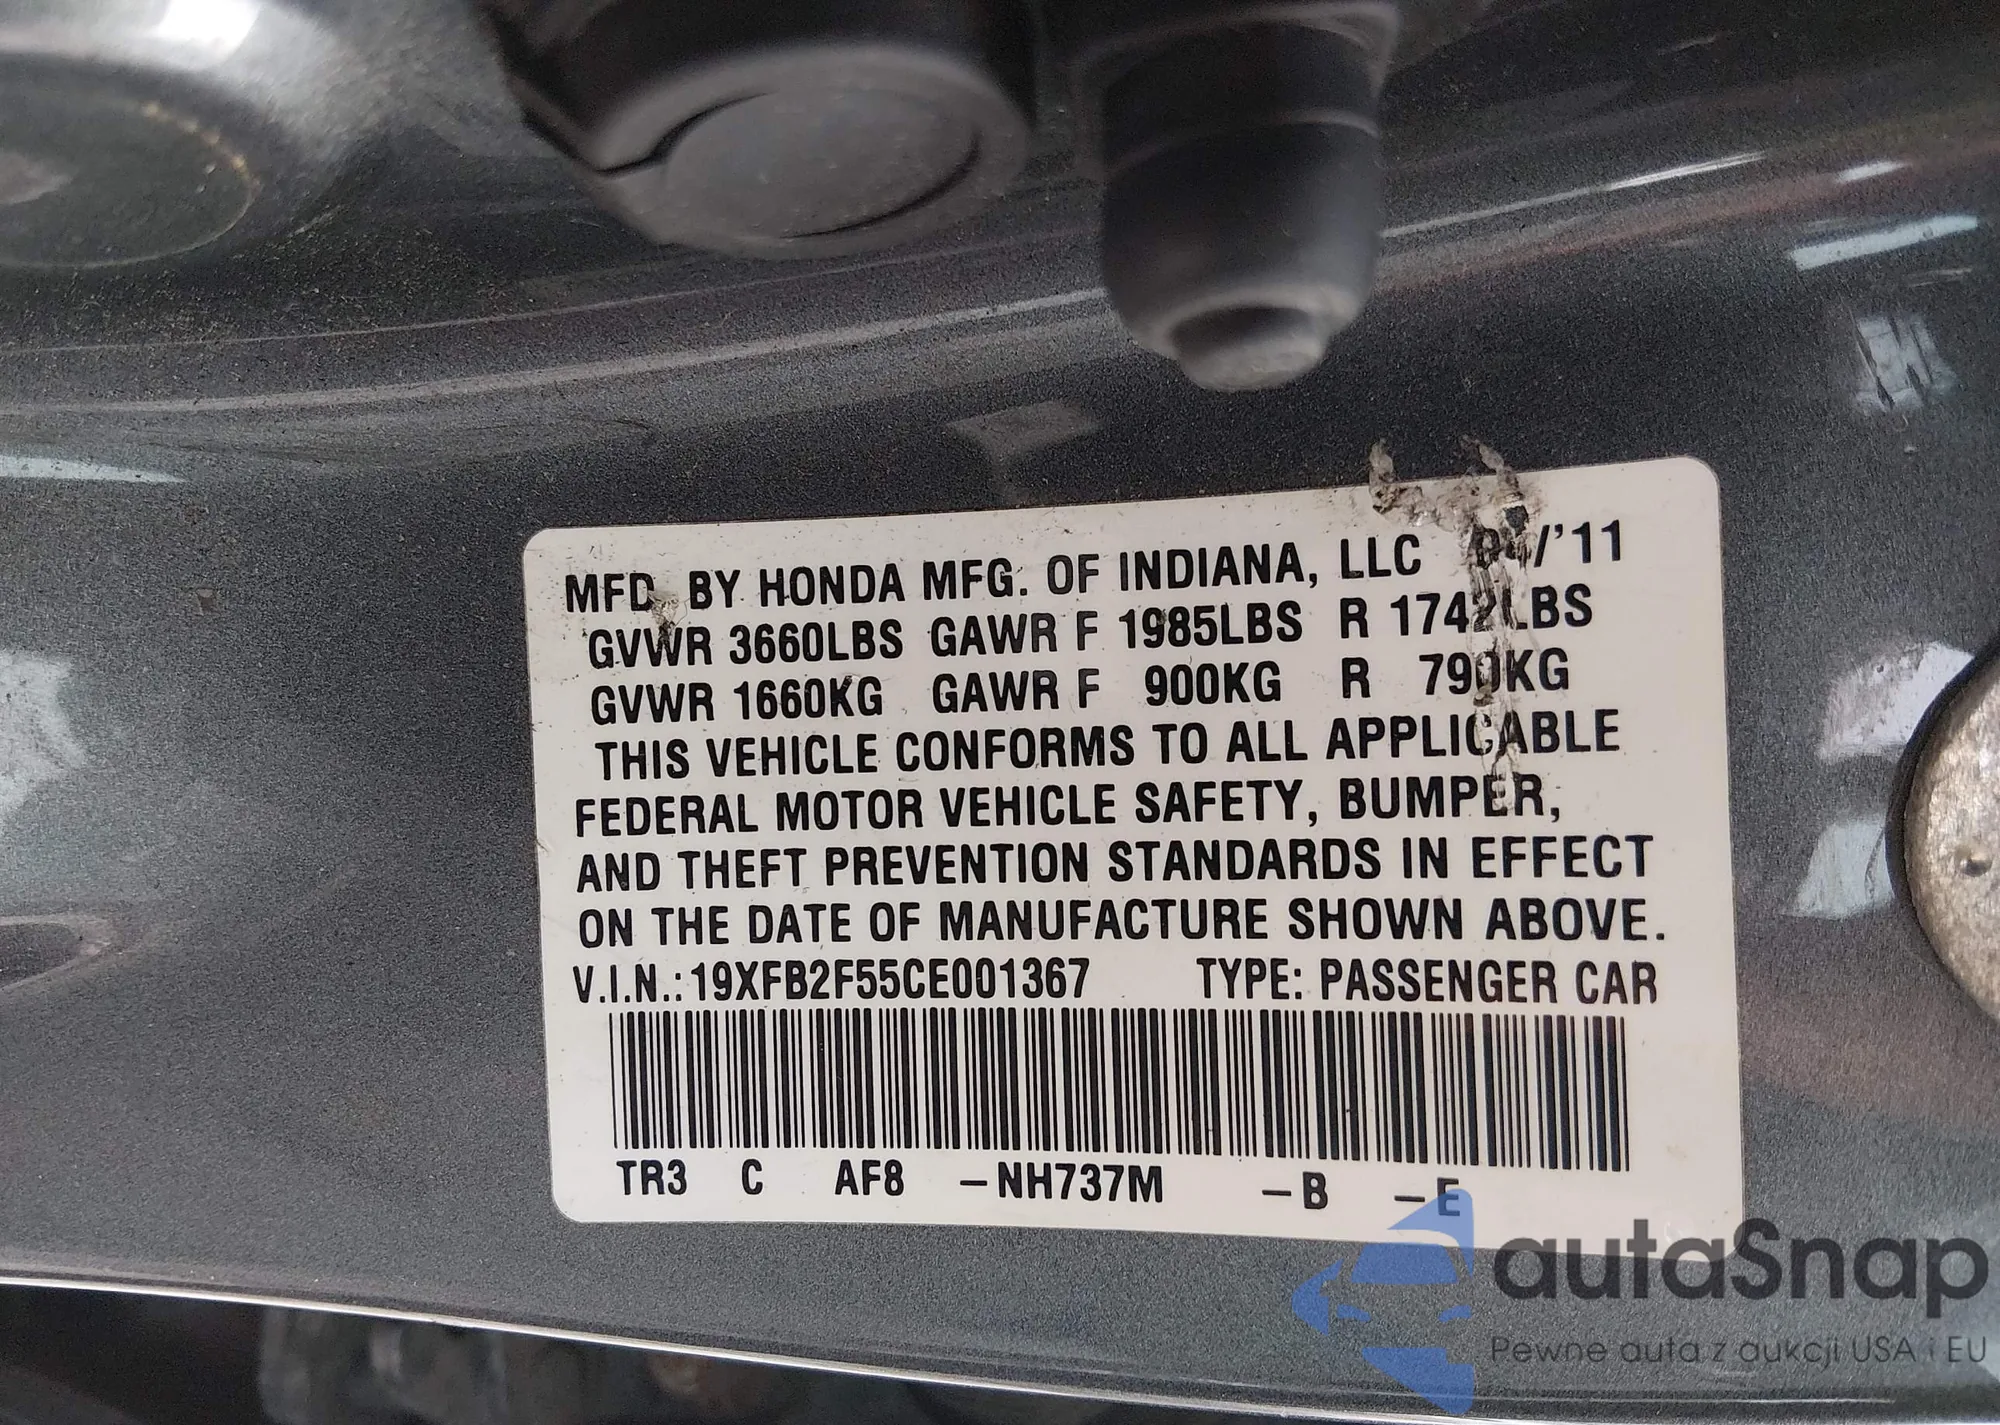 MFD. BY HONDA MFG. OF INDIANA, LLC /'11
GVWR 3660LBS GAWR F 1985LBS R 1742LBS
GVWR 1660KG GAWR F 900KG R 790KG
THIS VEHICLE CONFORMS TO ALL APPLICABLE
FEDERAL MOTOR VEHICLE SAFETY, BUMPER,
AND THEFT PREVENTION STANDARDS IN EFFECT
ON THE DATE OF MANUFACTURE SHOWN ABOVE.
V.I.N.: 19XFB2F55CE001367 TYPE: PASSENGER CAR
TR3 C AF8 –NH737M –B –E
autaSnap
Pewne auta z aukcji USA i EU